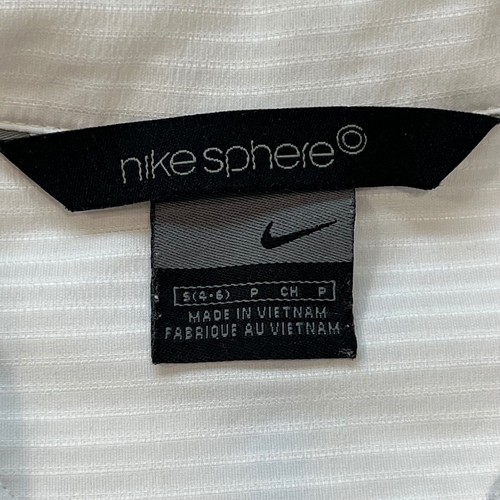 nike sphere
S(4-6) P CH P
MADE IN VIETNAM
FABRIQUE AU VIETNAM